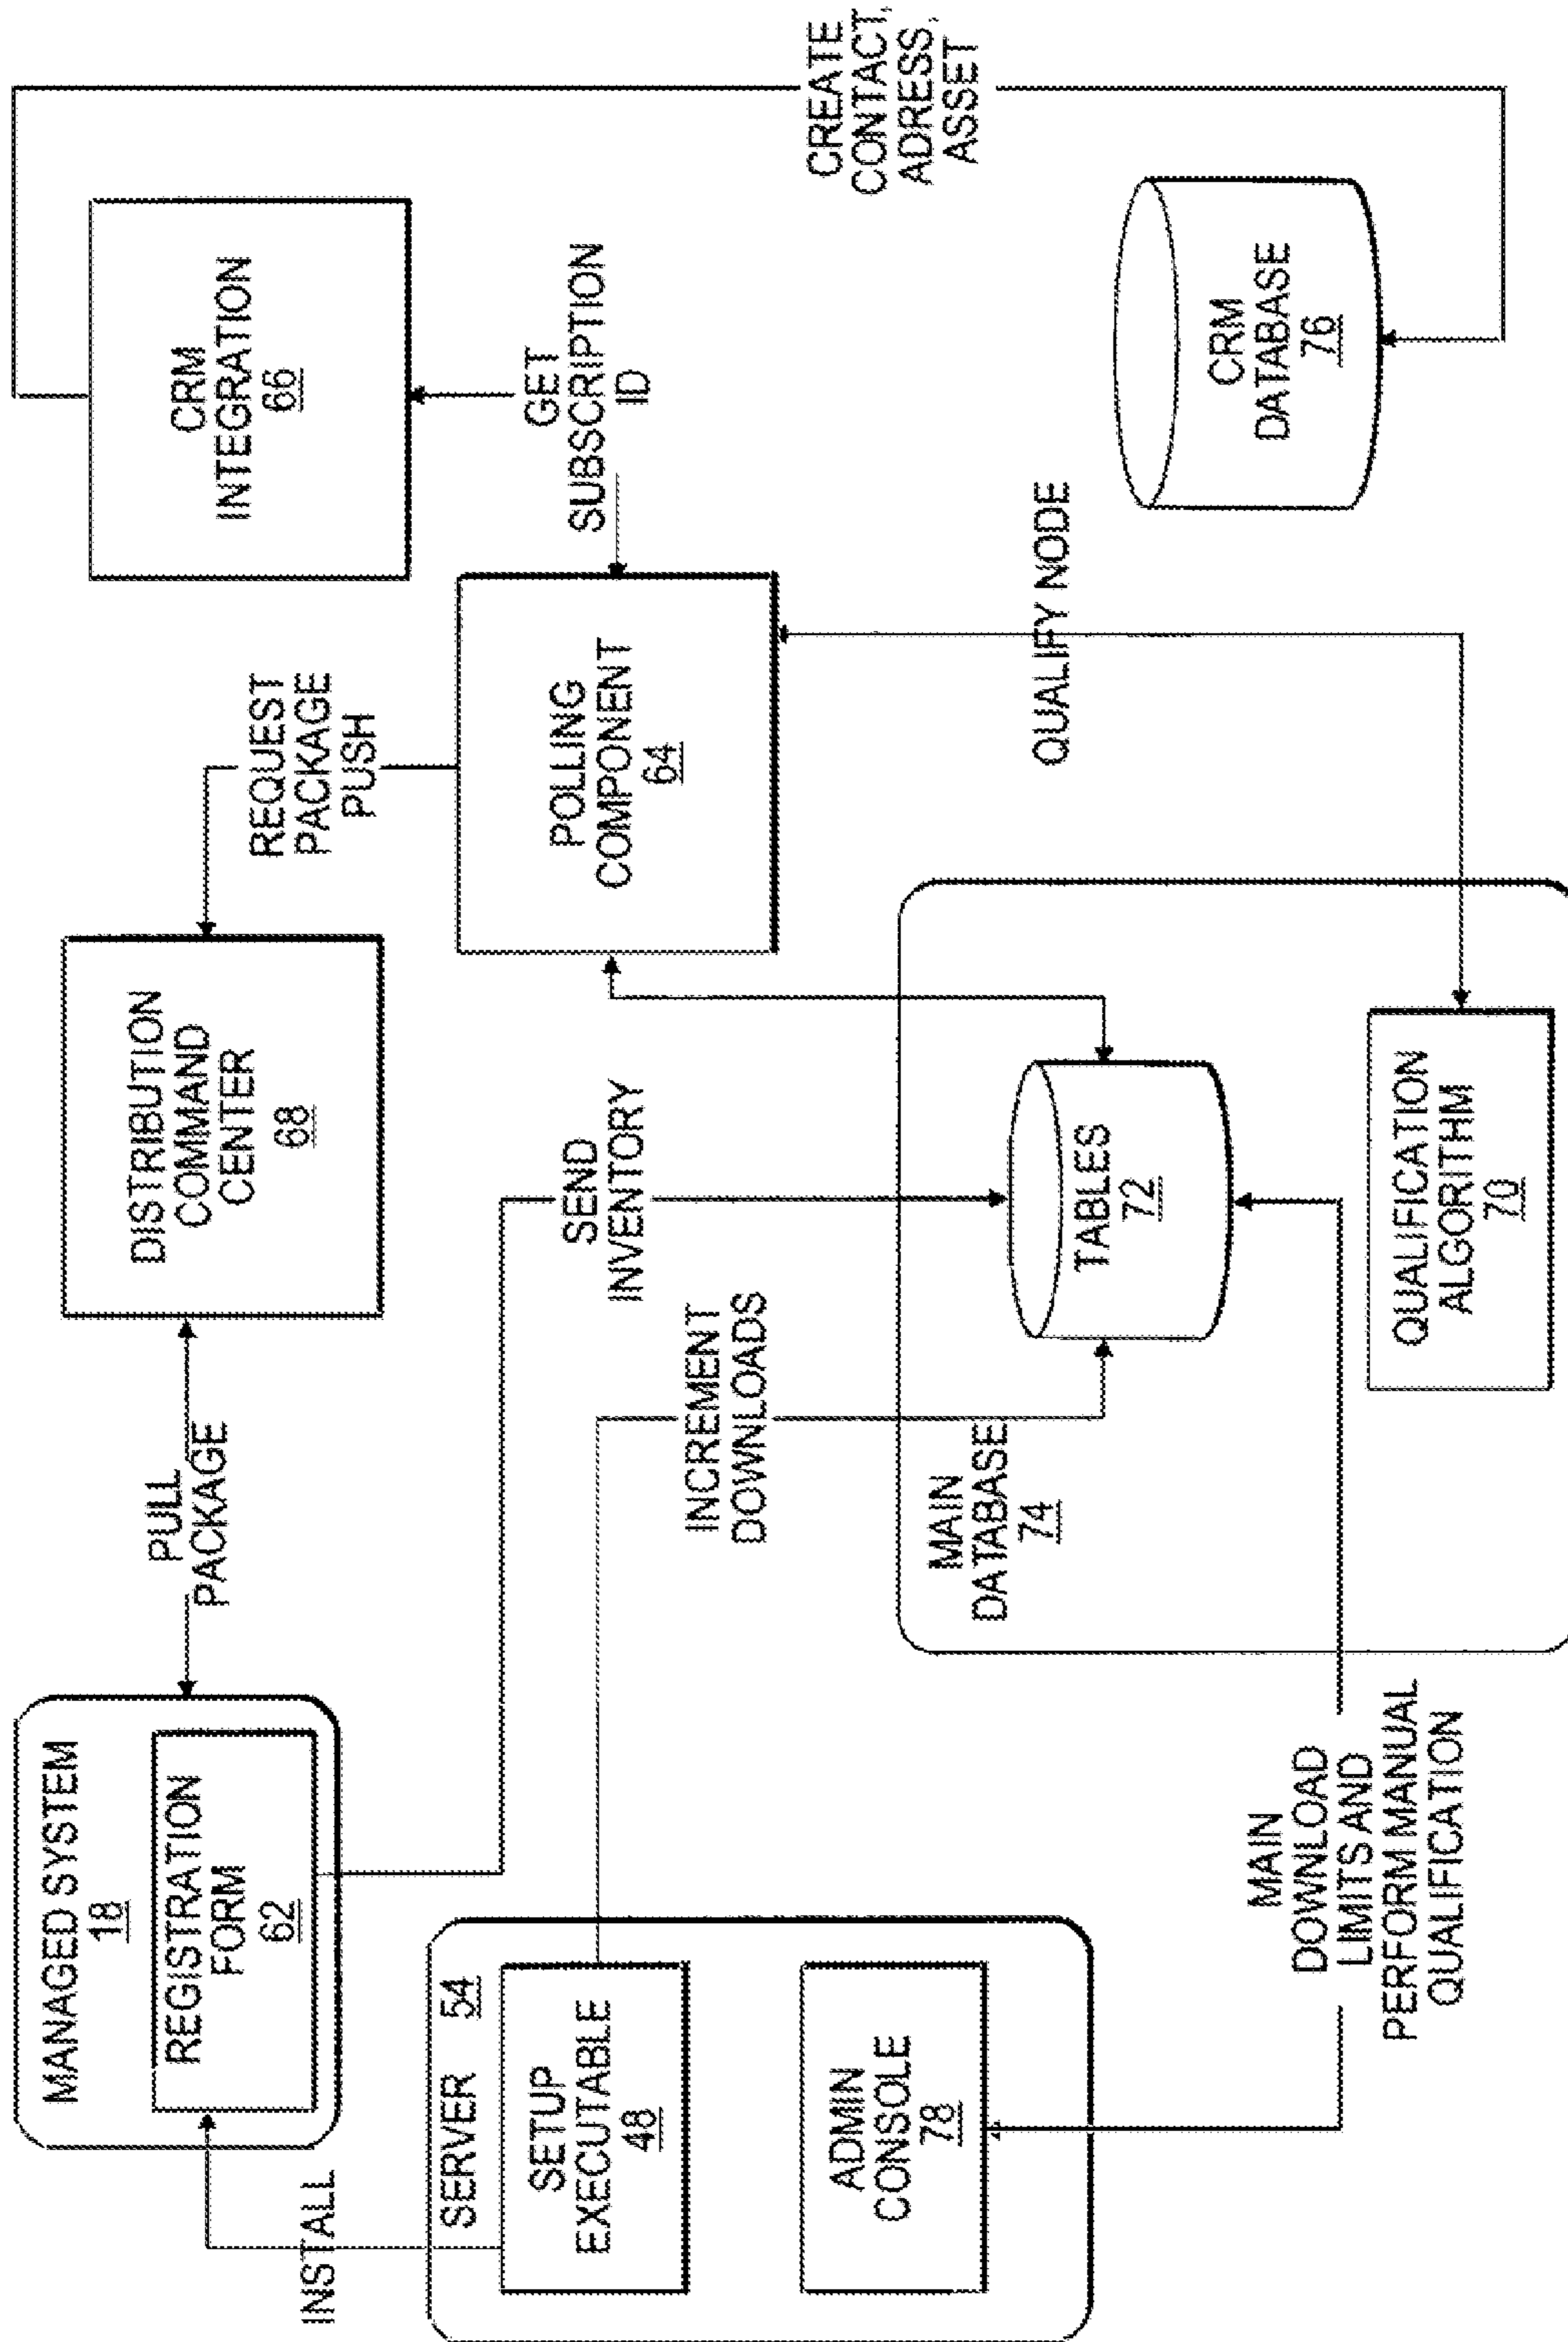 MANAGED SYSTEM
18
REGISTRATION
FORM
62
INSTALL
SERVER 54
SETUP
EXECUTABLE
48
ADMIN
CONSOLE
78
PULL
PACKAGE
DISTRIBUTION
COMMAND
CENTER
68
REQUEST
PACKAGE
PUSH
CRM
INTEGRATION
66
GET
SUBSCRIPTION
ID
POLLING
COMPONENT
64
SEND
INVENTORY
INCREMENT
DOWNLOADS
MAIN
DATABASE
74
TABLES
72
QUALIFICATION
ALGORITHM
70
QUALIFY NODE
CRM
DATABASE
76
CREATE
CONTACT,
ADRESS,
ASSET
MAIN
DOWNLOAD
LIMITS AND
PERFORM MANUAL
QUALIFICATION